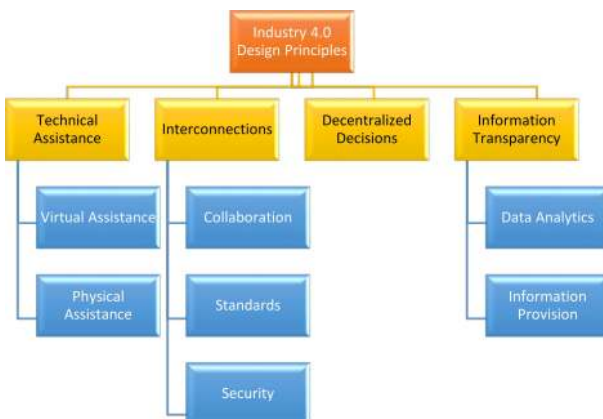 Industry 4.0
Design Principles
Technical
Assistance
Interconnections
Decentralized
Decisions
Information
Transparency
Virtual Assistance
Collaboration
Data Analytics
Physical
Assistance
Standards
Information
Provision
Security